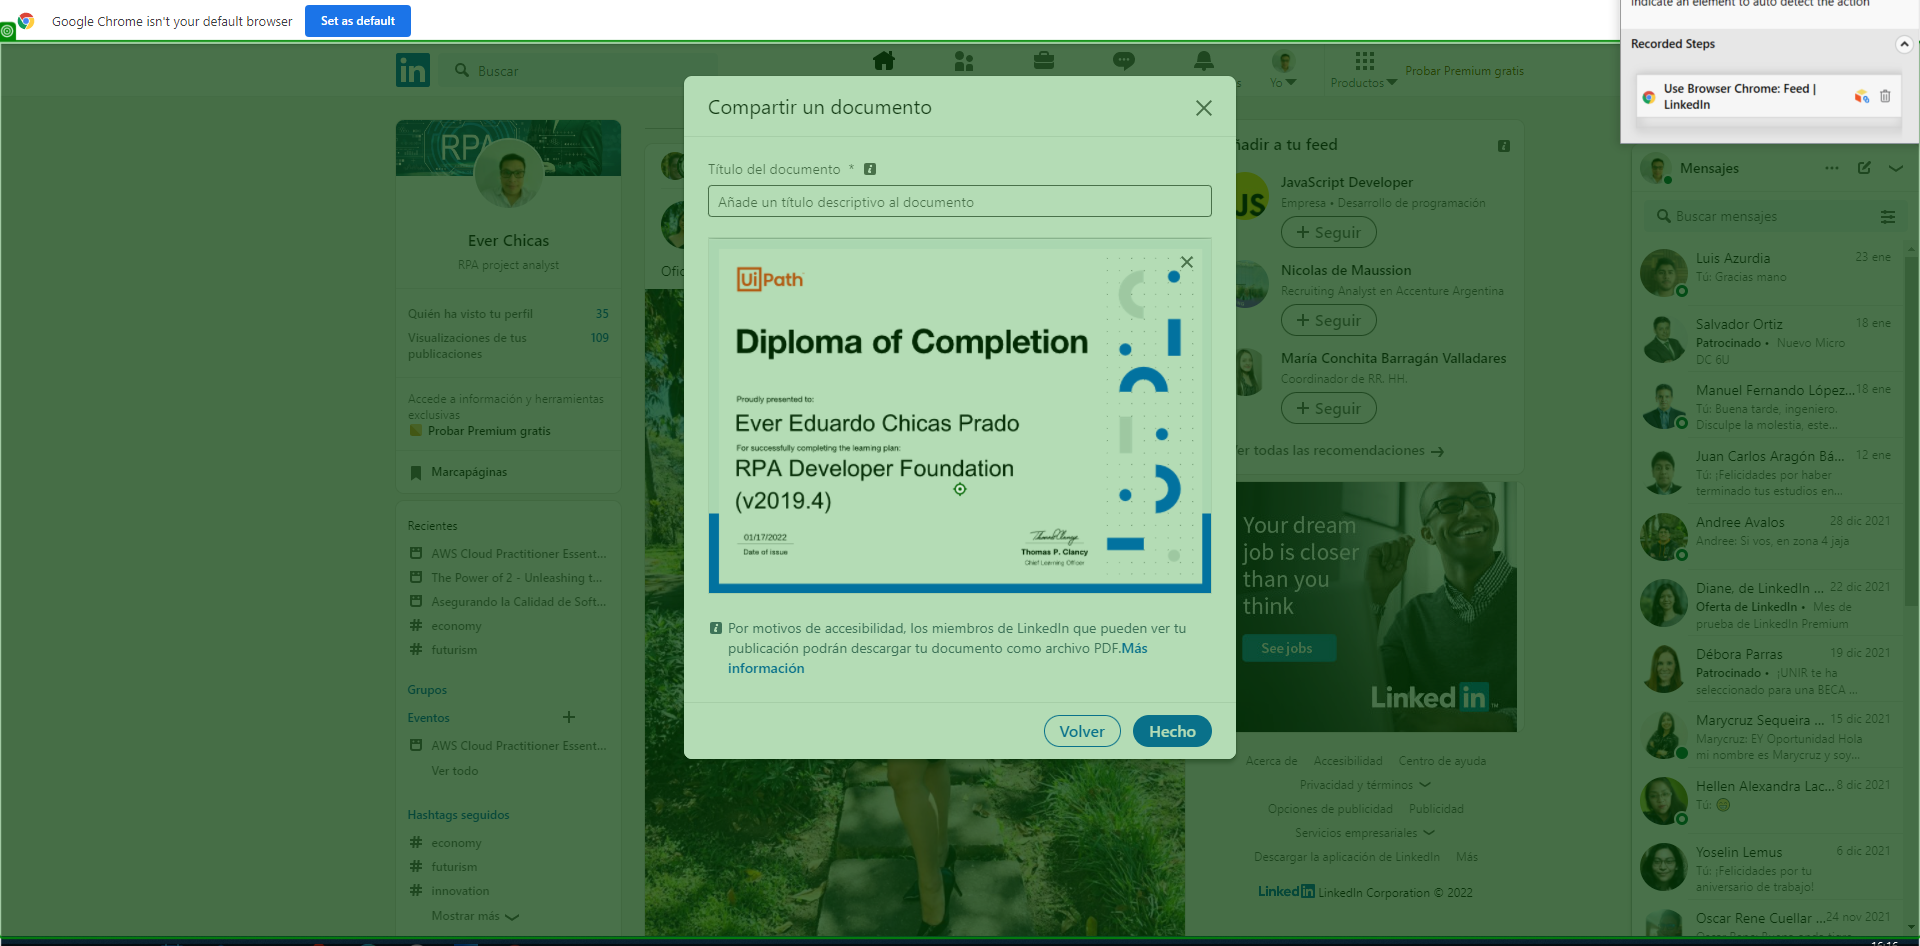 Google Chrome isn't your default browser
Set as default
Indicate an element to auto detect the action
Recorded Steps
Use Browser Chrome: Feed |
LinkedIn
in
Buscar
Yo
Productos
Probar Premium gratis
RPA
Ever Chicas
RPA project analyst
Quién ha visto tu perfil 35
Visualizaciones de tus 109
publicaciones
Accede a información y herramientas
exclusivas
Probar Premium gratis
Marcapáginas
Recientes
AWS Cloud Practitioner Essent...
The Power of 2 - Unleashing t...
Asegurando la Calidad de Soft...
# economy
# futurism
Grupos
Eventos
AWS Cloud Practitioner Essent...
Ver todo
Hashtags seguidos
# economy
# futurism
# innovation
Mostrar más
Compartir un documento
Título del documento *
Añade un título descriptivo al documento
UiPath
Diploma of Completion
Proudly presented to:
Ever Eduardo Chicas Prado
For successfully completing the learning plan:
RPA Developer Foundation
(v2019.4)
01/17/2022
Date of issue
Thomas P. Clancy
Chief Learning Officer
Por motivos de accesibilidad, los miembros de LinkedIn que pueden ver tu
publicación podrán descargar tu documento como archivo PDF.Más
información
Volver
Hecho
adir a tu feed
JS
JavaScript Developer
Empresa • Desarrollo de programación
+ Seguir
Nicolas de Maussion
Recruiting Analyst en Accenture Argentina
+ Seguir
María Conchita Barragán Valladares
Coordinador de RR. HH.
+ Seguir
er todas las recomendaciones →
Your dream
job is closer
than you
think
See jobs
Linked in
Acerca de Accesibilidad Centro de ayuda
Privacidad y términos
Opciones de publicidad Publicidad
Servicios empresariales
Descargar la aplicación de LinkedIn Más
Linked in LinkedIn Corporation © 2022
Mensajes
Buscar mensajes
Luis Azurdia 23 ene
Tú: Gracias mano
Salvador Ortiz 18 ene
Patrocinado • Nuevo Micro
DC 6U
Manuel Fernando López... 18 ene
Tú: Buena tarde, ingeniero.
Disculpe la molestia, este...
Juan Carlos Aragón Bá... 12 ene
Tú: ¡Felicidades por haber
terminado tus estudios en...
Andree Avalos 28 dic 2021
Andree: Si vos, en zona 4 jaja
Diane, de LinkedIn ... 22 dic 2021
Oferta de LinkedIn • Mes de
prueba de LinkedIn Premium
Débora Parras 19 dic 2021
Patrocinado • ¡UNIR te ha
seleccionado para una BECA ...
Marycruz Sequeira ... 15 dic 2021
Marycruz: EY Oportunidad Hola
mi nombre es Marycruz y soy...
Hellen Alexandra Lac... 8 dic 2021
Tú:
Yoselin Lemus 6 dic 2021
Tú: ¡Felicidades por tu
aniversario de trabajo!
Oscar Rene Cuellar ... 24 nov 2021